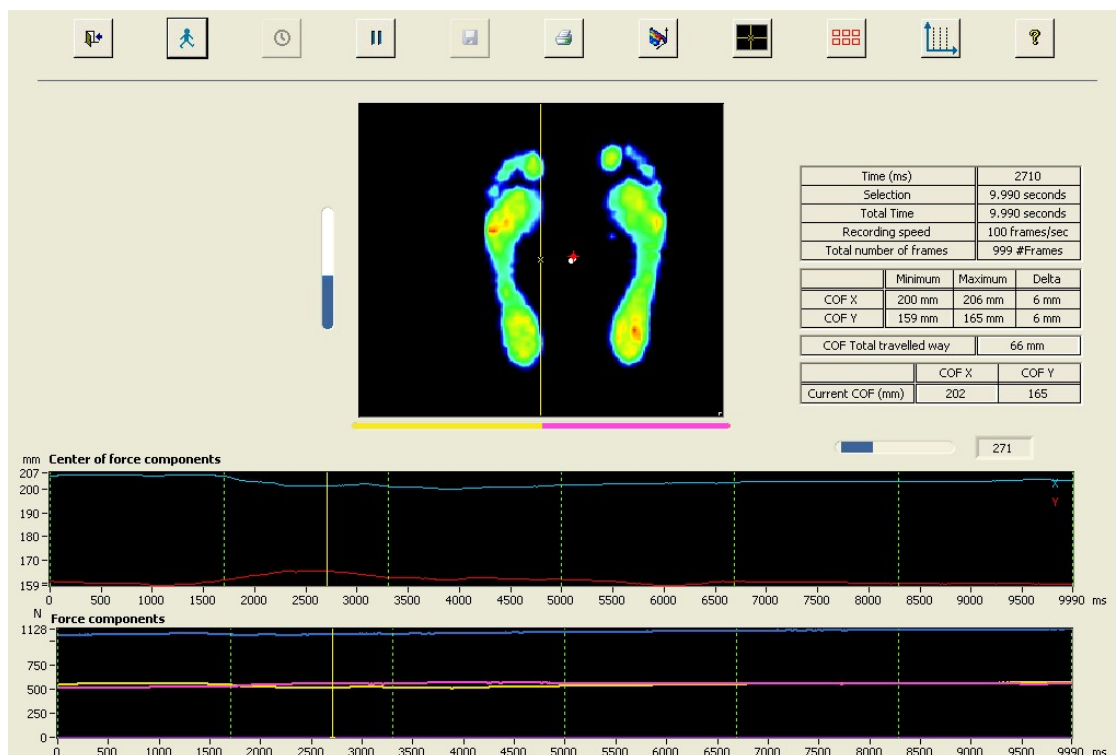 ?
Time (ms) 2710
Selection 9.990 seconds
Total Time 9.990 seconds
Recording speed 100 frames/sec
Total number of frames 999 #Frames
Minimum Maximum Delta
COF X 200 mm 206 mm 6 mm
COF Y 159 mm 165 mm 6 mm
COF Total travelled way 66 mm
COF X COF Y
Current COF (mm) 202 165
271
mm Center of force components
207
200
190
180
170
159
X
Y
0 500 1000 1500 2000 2500 3000 3500 4000 4500 5000 5500 6000 6500 7000 7500 8000 8500 9000 9500 9990 ms
N Force components
1128
750
500
250
0
0 500 1000 1500 2000 2500 3000 3500 4000 4500 5000 5500 6000 6500 7000 7500 8000 8500 9000 9500 9990 ms